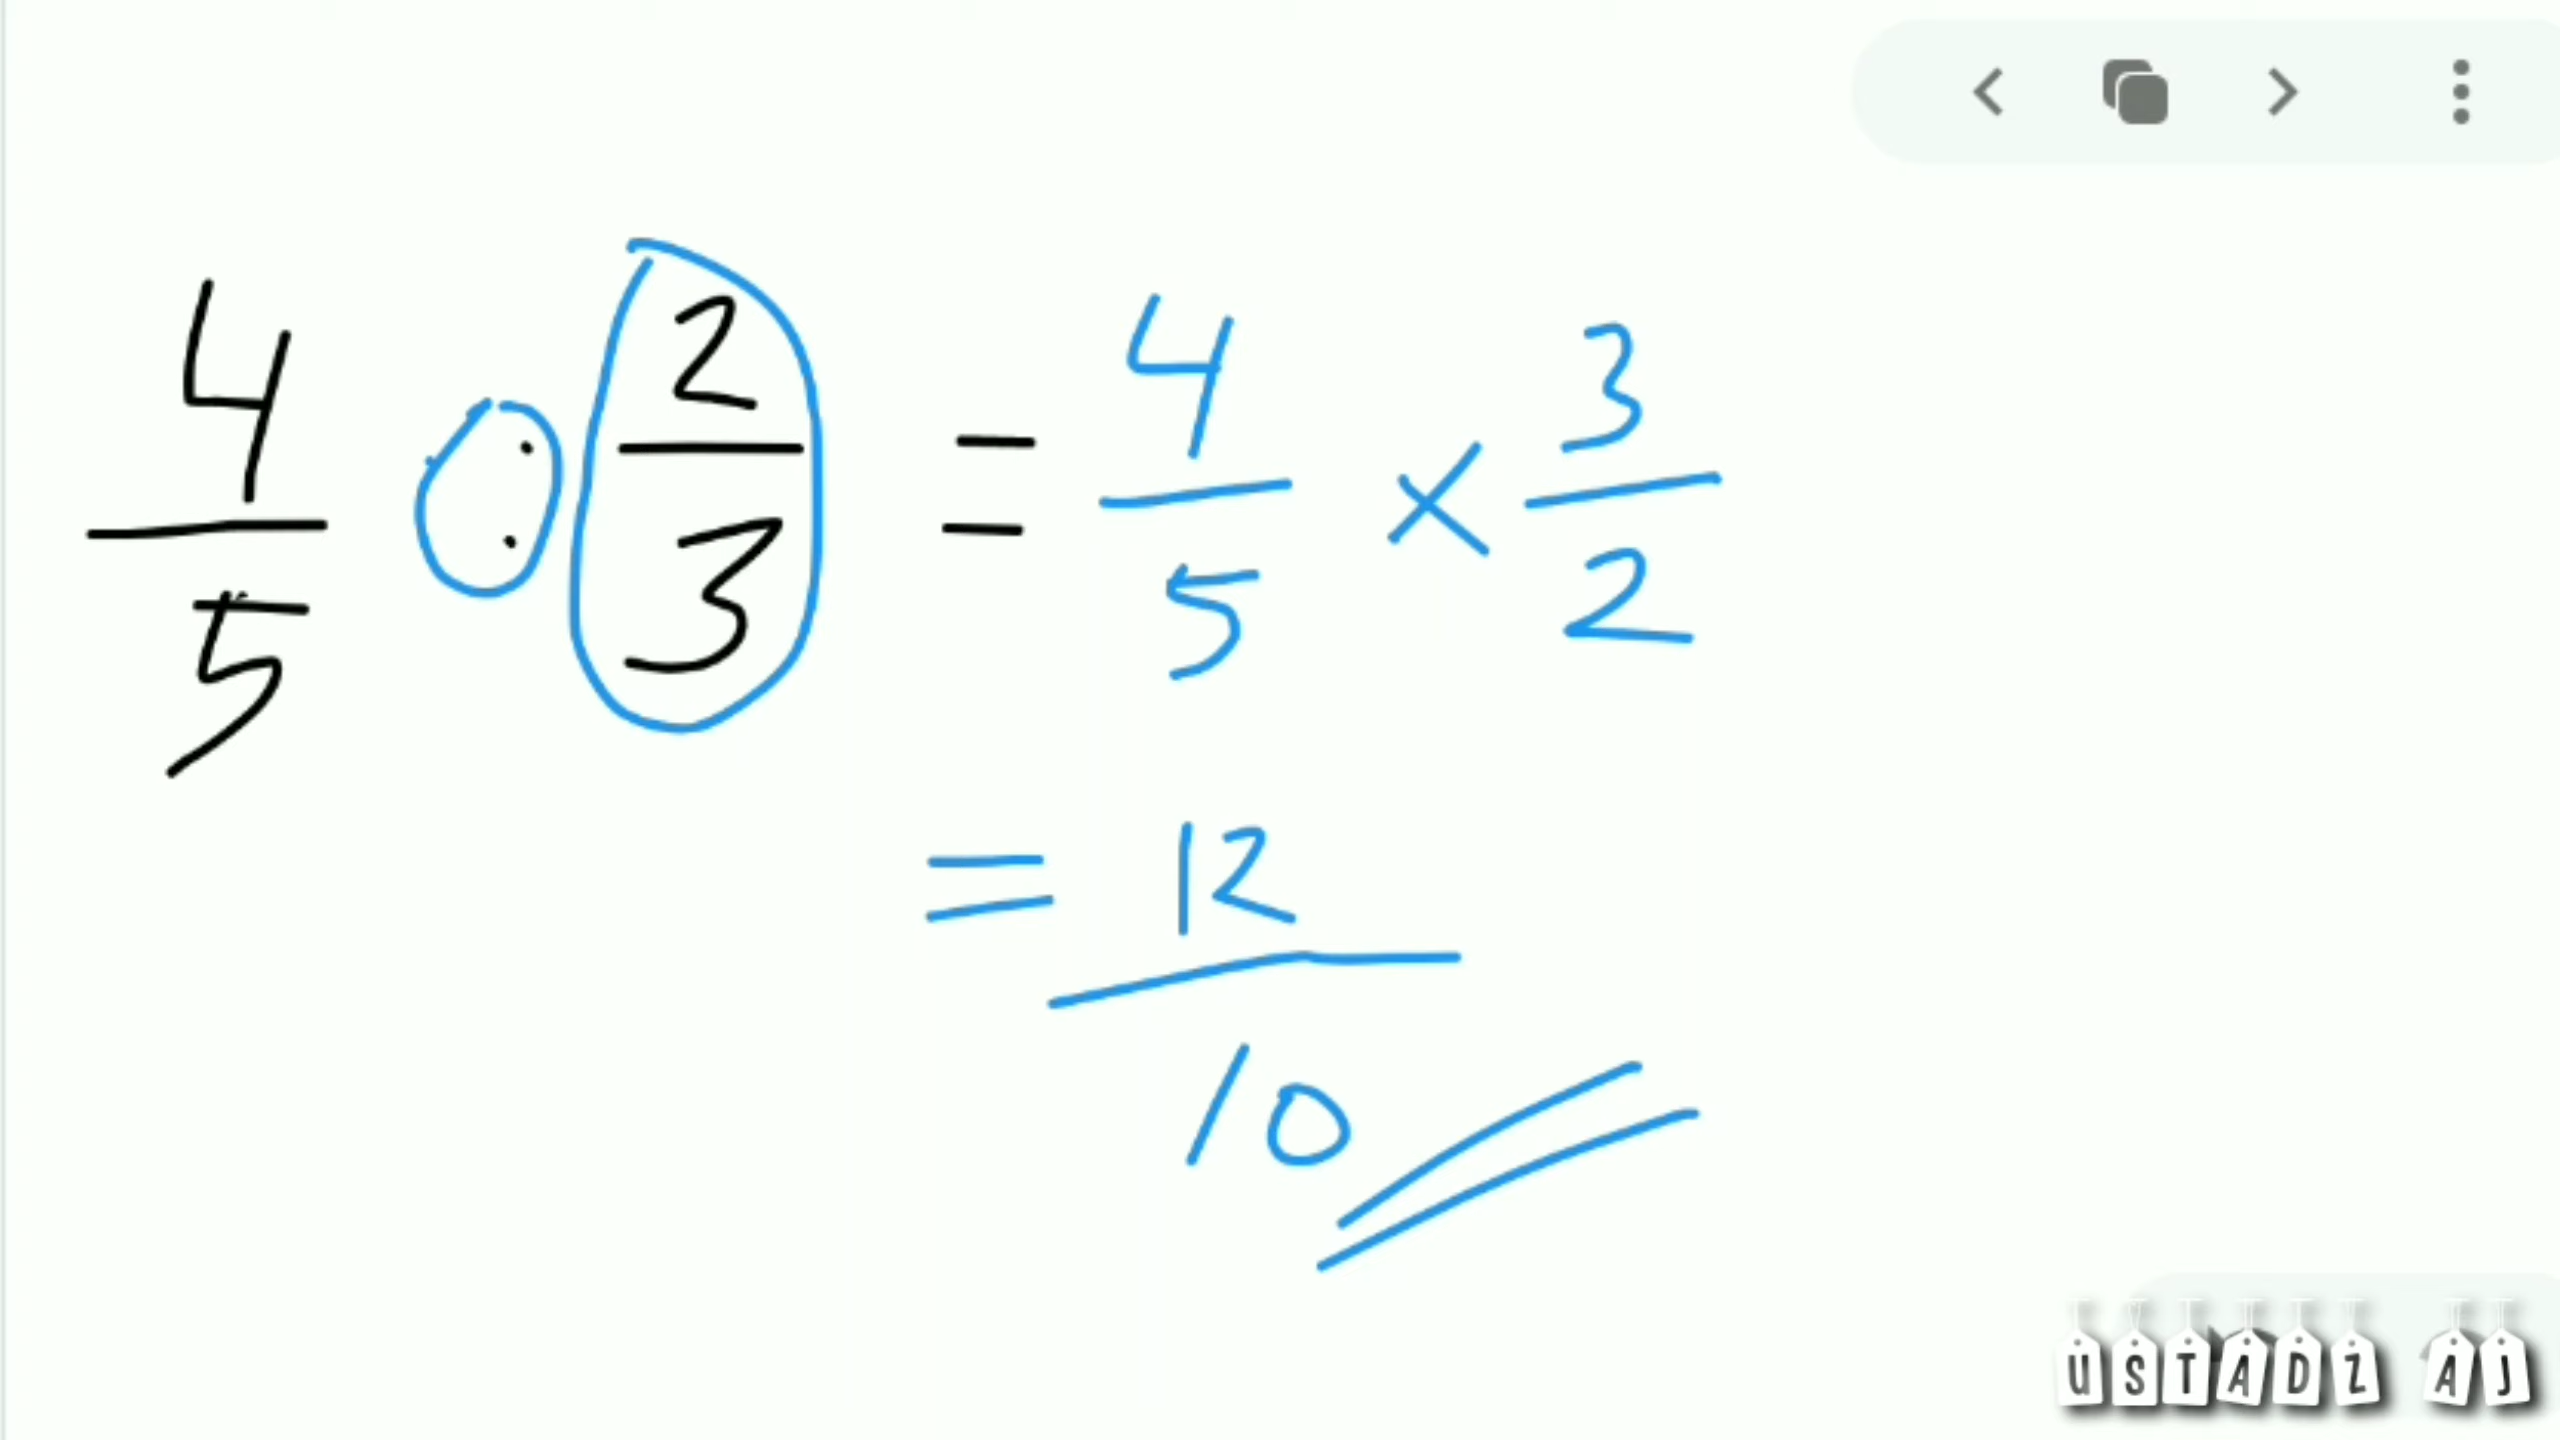 4/5 : 2/3 = 4/5 × 3/2
= 12/10
USTADZ AJ